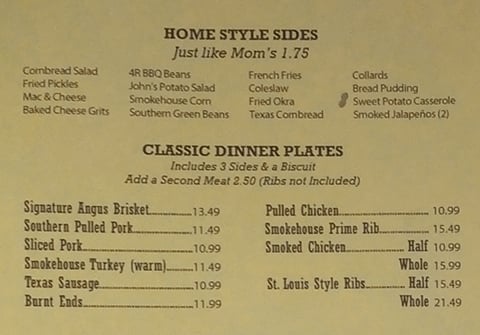 HOME STYLE SIDES
Just like Mom's 1.75
Cornbread Salad
Fried Pickles
Mac & Cheese
Baked Cheese Grits
4R BBQ Beans
John's Potato Salad
Smokehouse Corn
Southern Green Beans
French Fries
Coleslaw
Fried Okra
Texas Cornbread
Collards
Bread Pudding
Sweet Potato Casserole
Smoked Jalapeños (2)
CLASSIC DINNER PLATES
Includes 3 Sides & a Biscuit
Add a Second Meat 2.50 (Ribs not Included)
Signature Angus Brisket 13.49
Southern Pulled Pork 11.49
Sliced Pork 10.99
Smokehouse Turkey (warm) 11.49
Texas Sausage 10.99
Burnt Ends 11.99
Pulled Chicken 10.99
Smokehouse Prime Rib 15.49
Smoked Chicken Half 10.99
Whole 15.99
St. Louis Style Ribs Half 15.49
Whole 21.49